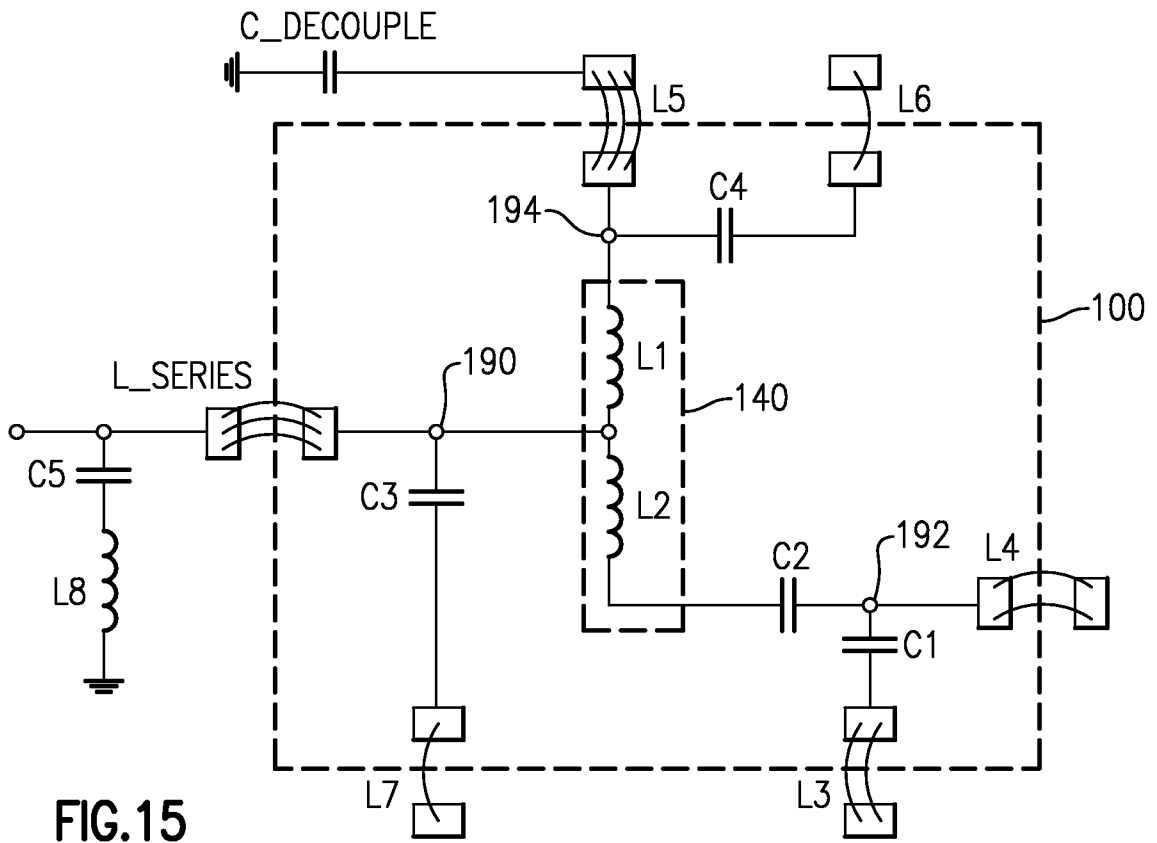 C_DECOUPLE
L5
L6
C4
194
100
L1
L_SERIES
190
140
C5
C3
L2
192
C2
L4
L8
C1
L7
L3
FIG.15